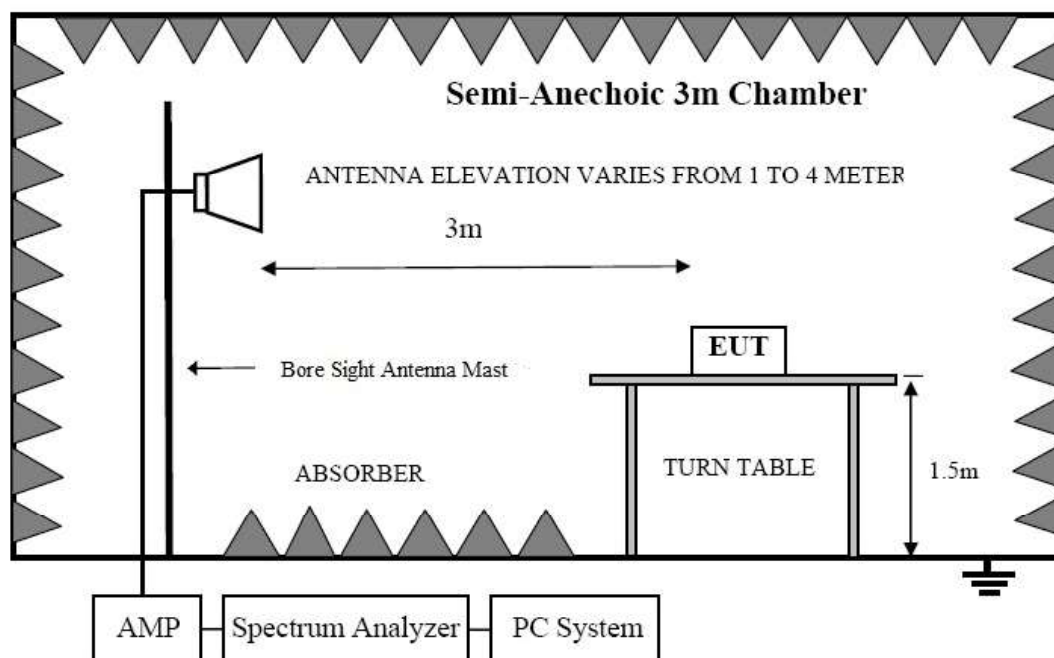 Semi-Anechoic 3m Chamber
ANTENNA ELEVATION VARIES FROM 1 TO 4 METER
3m
EUT
Bore Sight Antenna Mast
ABSORBER
TURN TABLE
1.5m
AMP
Spectrum Analyzer
PC System